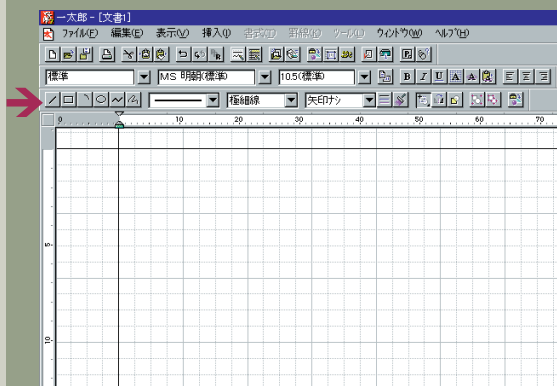 一太郎 - [文書1]
ファイル(F) 編集(E) 表示(V) 挿入(I) 書式(T) 罫線(K) ツール(L) ウィンドウ(W) ヘルプ(H)
標準 MS 明朝(標準) 10.5(標準) B I U A A
極細線 矢印ナシ
0 10 20 30 40 50 60 70
5
10